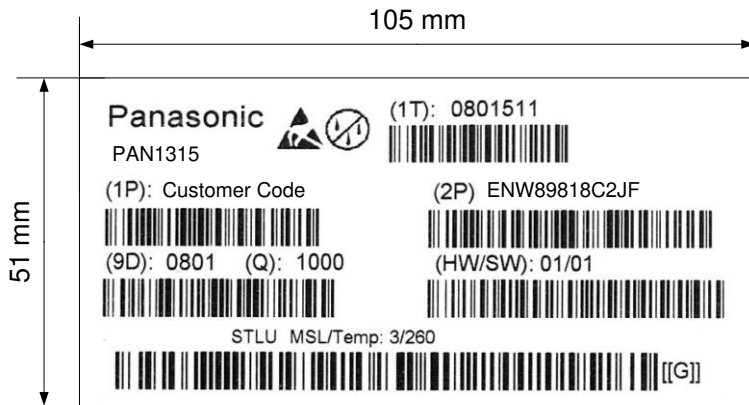 105 mm
51 mm
Panasonic
PAN1315
(1T): 0801511
(1P): Customer Code
(2P) ENW89818C2JF
(9D): 0801 (Q): 1000
(HW/SW): 01/01
STLU MSL/Temp: 3/260
[[G]]